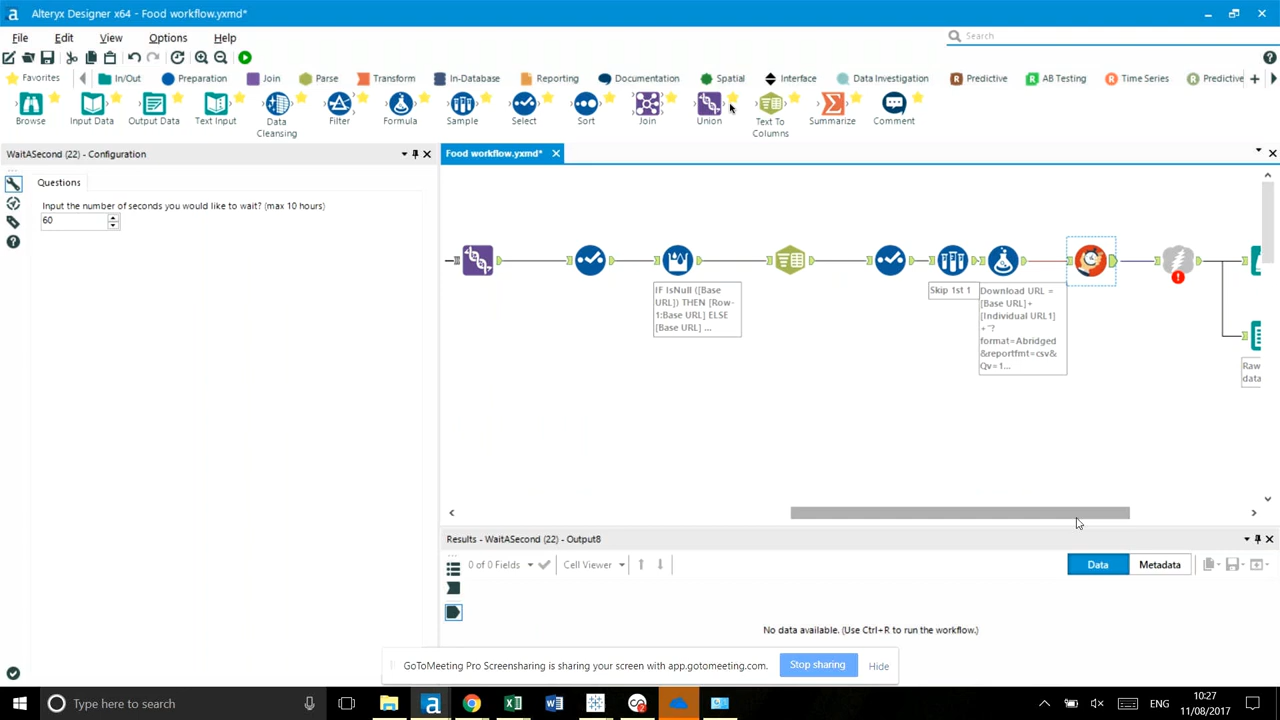 Alteryx Designer x64 - Food workflow.yxmd*
File Edit View Options Help
Search
Favorites In/Out Preparation Join Parse Transform In-Database Reporting Documentation Spatial Interface Data Investigation Predictive AB Testing Time Series Predictive
Browse Input Data Output Data Text Input Data Cleansing Filter Formula Sample Select Sort Join Union Text To Columns Summarize Comment
WaitASecond (22) - Configuration
Food workflow.yxmd*
Questions
Input the number of seconds you would like to wait? (max 10 hours)
60
IF IsNull ([Base
URL]) THEN [Row-
1:Base URL] ELSE
[Base URL] ...
Skip 1st 1
Download URL =
[Base URL]+
[Individual URL1]
+"?
format=Abridged
&reportfmt=csv&
Qv=1...
Raw
data
Results - WaitASecond (22) - Output8
0 of 0 Fields Cell Viewer Data Metadata
No data available. (Use Ctrl+R to run the workflow.)
GoToMeeting Pro Screensharing is sharing your screen with app.gotomeeting.com. Stop sharing Hide
Type here to search
ENG
10:27
11/08/2017